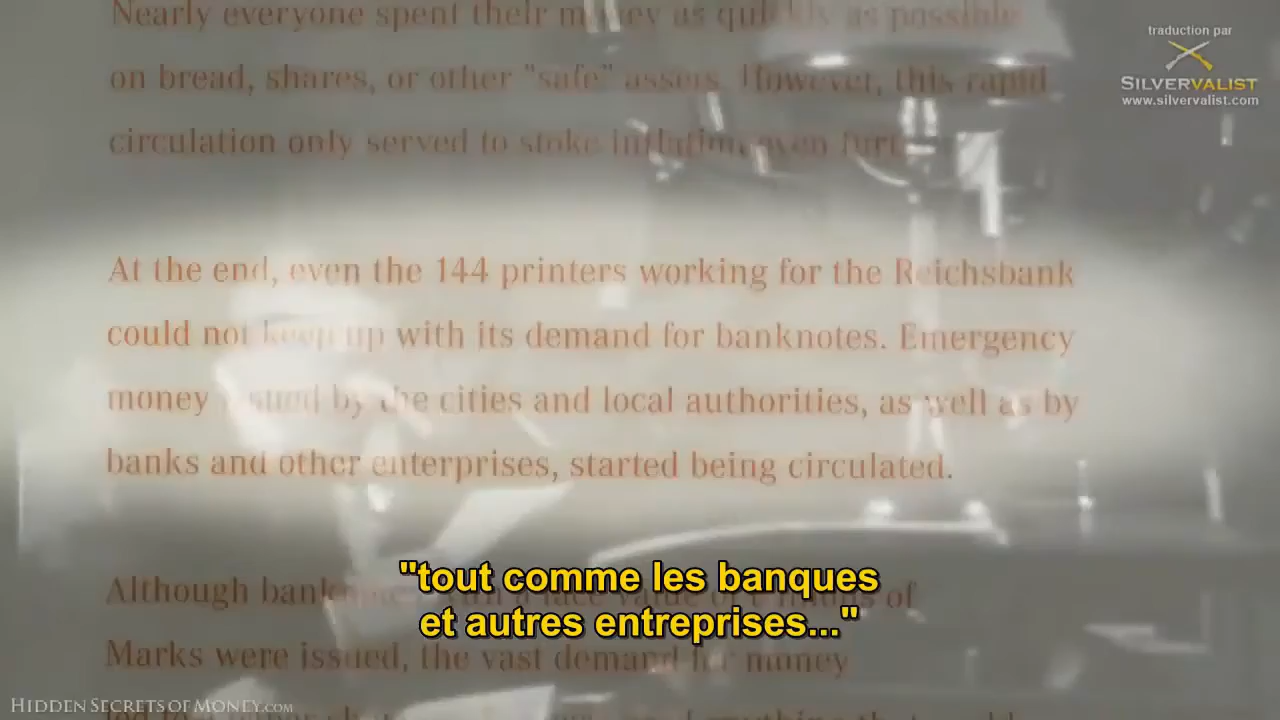 Nearly everyone spent their money as quickly as possible
on bread, shares, or other "safe" assets. However, this rapid
circulation only served to stoke inflation even
traduction par
SILVERVALIST
www.silvervalist.com
At the end, even the 144 printers working for the Reichsbank
could not keep up with its demand for banknotes. Emergency
money issued by the cities and local authorities, as well as by
banks and other enterprises, started being circulated.
"tout comme les banques
et autres entreprises..."
Although
of
Marks were issued, the vast demand for money
HIDDEN SECRETS OF MONEY.COM